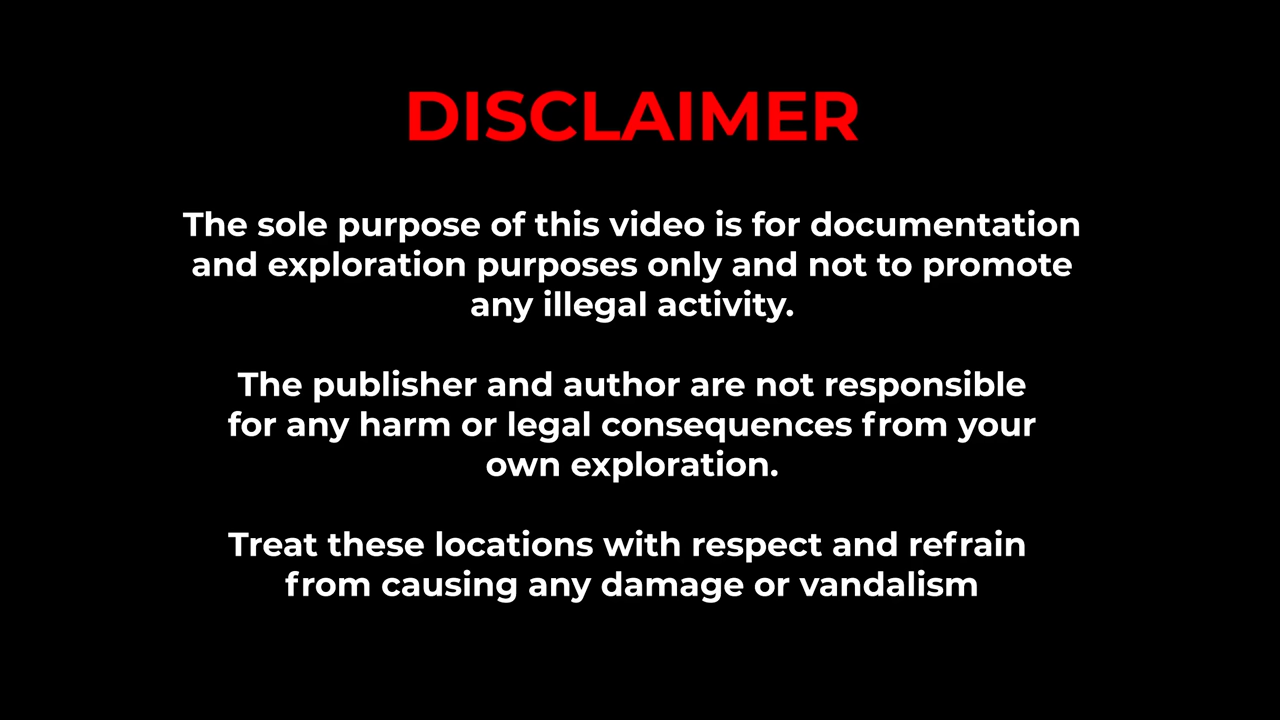 DISCLAIMER
The sole purpose of this video is for documentation
and exploration purposes only and not to promote
any illegal activity.
The publisher and author are not responsible
for any harm or legal consequences from your
own exploration.
Treat these locations with respect and refrain
from causing any damage or vandalism